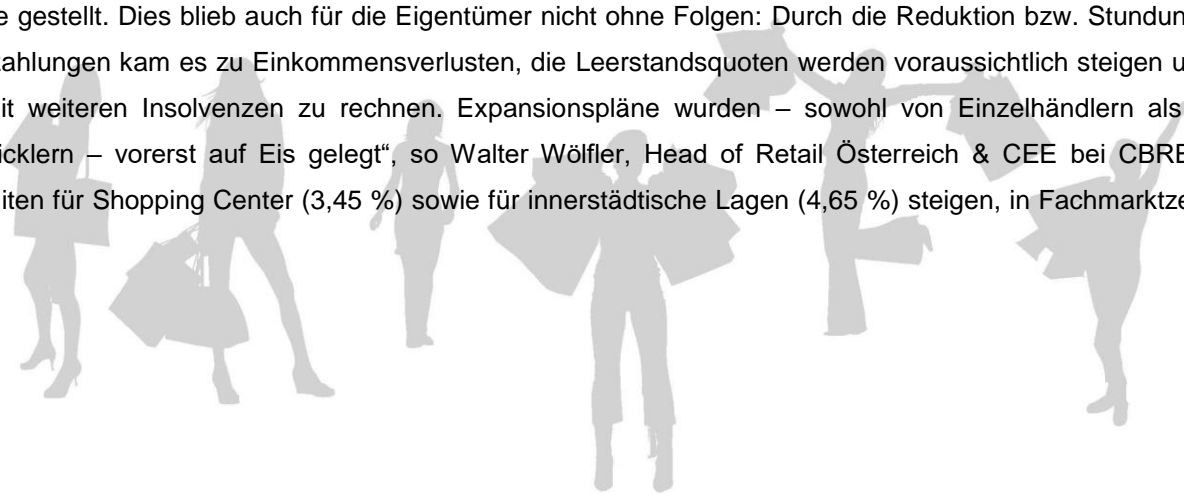 e gestellt. Dies blieb auch für die Eigentümer nicht ohne Folgen: Durch die Reduktion bzw. Stundun
ahlungen kam es zu Einkommensverlusten, die Leerstandsquoten werden voraussichtlich steigen u
it weiteren Insolvenzen zu rechnen. Expansionspläne wurden – sowohl von Einzelhändlern als
icklern – vorerst auf Eis gelegt“, so Walter Wölfler, Head of Retail Österreich & CEE bei CBRE
iten für Shopping Center (3,45 %) sowie für innerstädtische Lagen (4,65 %) steigen, in Fachmarktze